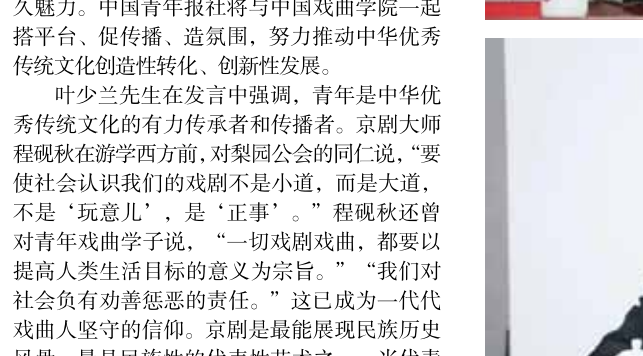 久魅力。中国青年报社将与中国戏曲学院一起
搭平台、促传播、造氛围，努力推动中华优秀
传统文化创造性转化、创新性发展。
叶少兰先生在发言中强调，青年是中华优
秀传统文化的有力传承者和传播者。京剧大师
程砚秋在游学西方前，对梨园公会的同仁说，“要
使社会认识我们的戏剧不是小道，而是大道，
不是‘玩意儿’，是‘正事’。”程砚秋还曾
对青年戏曲学子说，“一切戏剧戏曲，都要以
提高人类生活目标的意义为宗旨。”“我们对
社会负有劝善惩恶的责任。”这已成为一代代
戏曲人坚守的信仰。京剧是最能展现民族历史